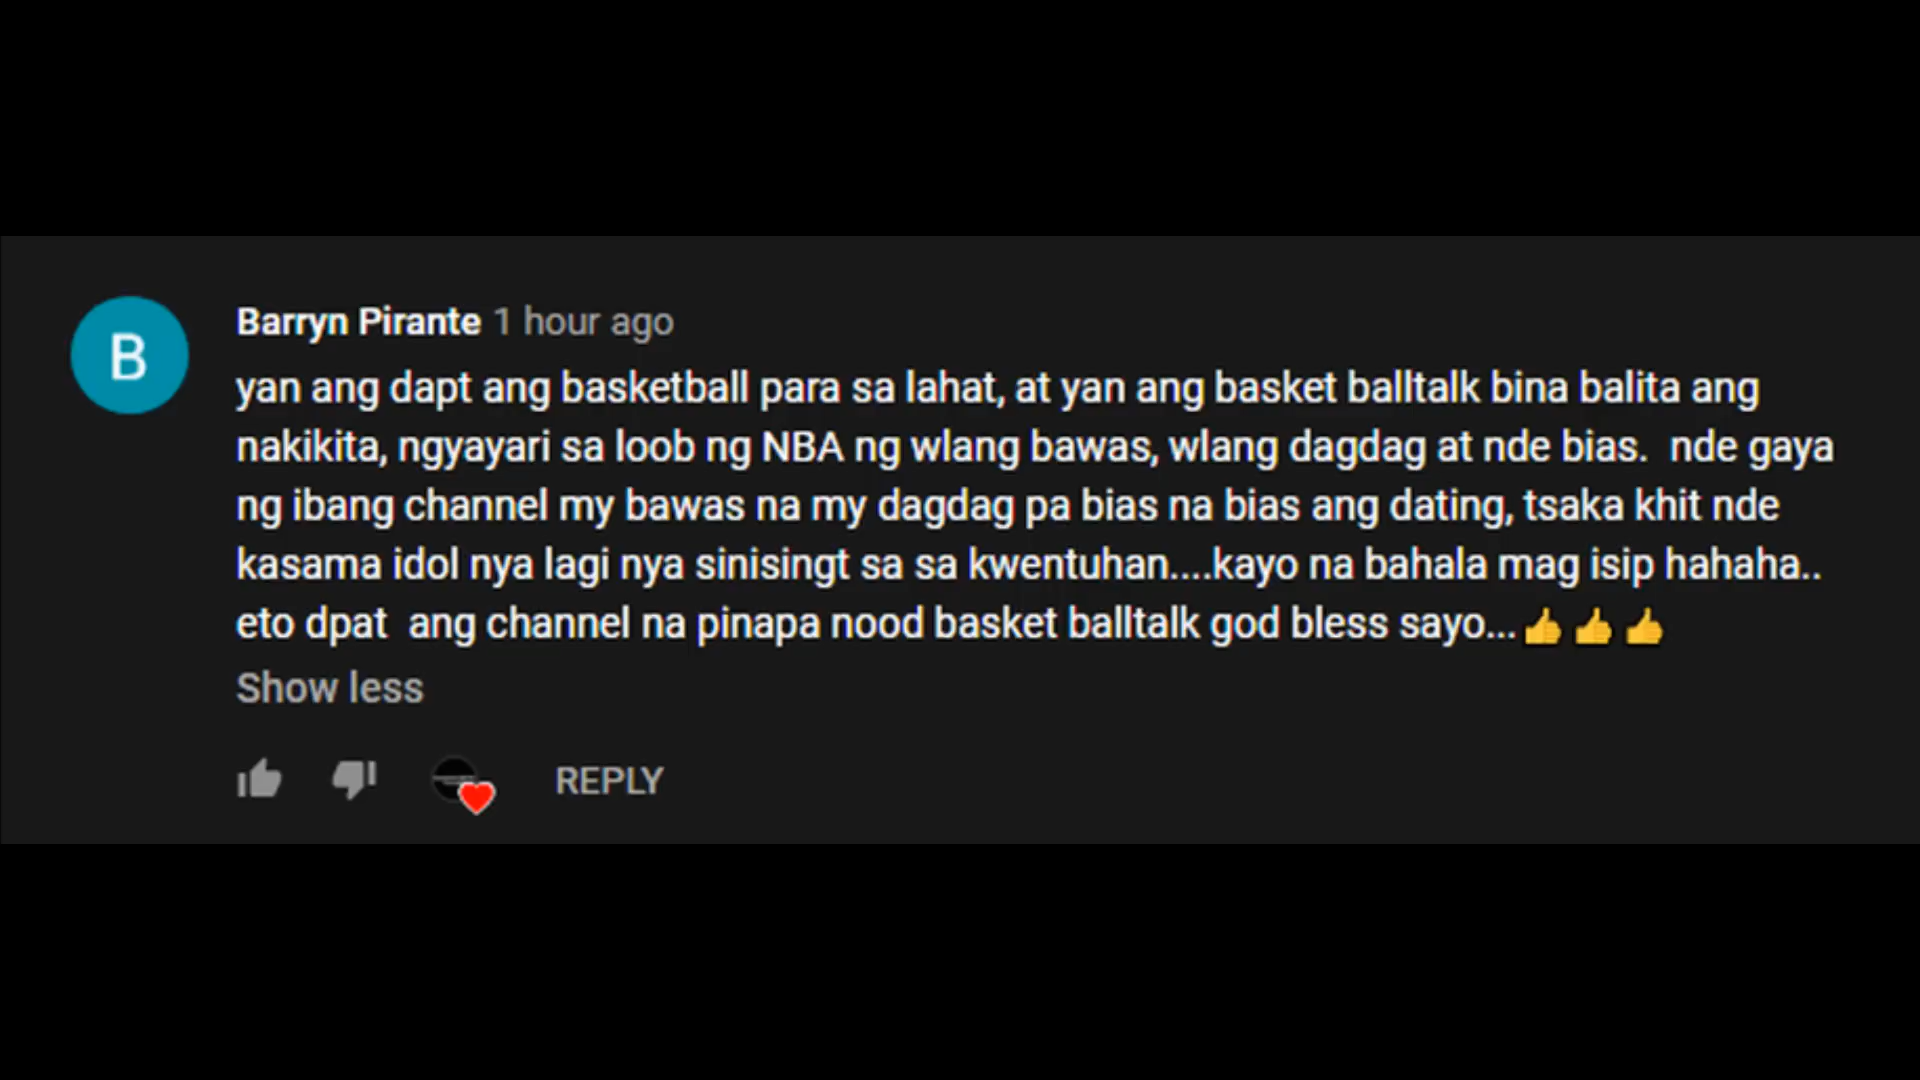 B
Barryn Pirante 1 hour ago
yan ang dapt ang basketball para sa lahat, at yan ang basket balltalk bina balita ang
nakikita, ngyayari sa loob ng NBA ng wlang bawas, wlang dagdag at nde bias.  nde gaya
ng ibang channel my bawas na my dagdag pa bias na bias ang dating, tsaka khit nde
kasama idol nya lagi nya sinisingt sa sa kwentuhan....kayo na bahala mag isip hahaha..
eto dpat  ang channel na pinapa nood basket balltalk god bless sayo...👍👍👍
Show less
REPLY